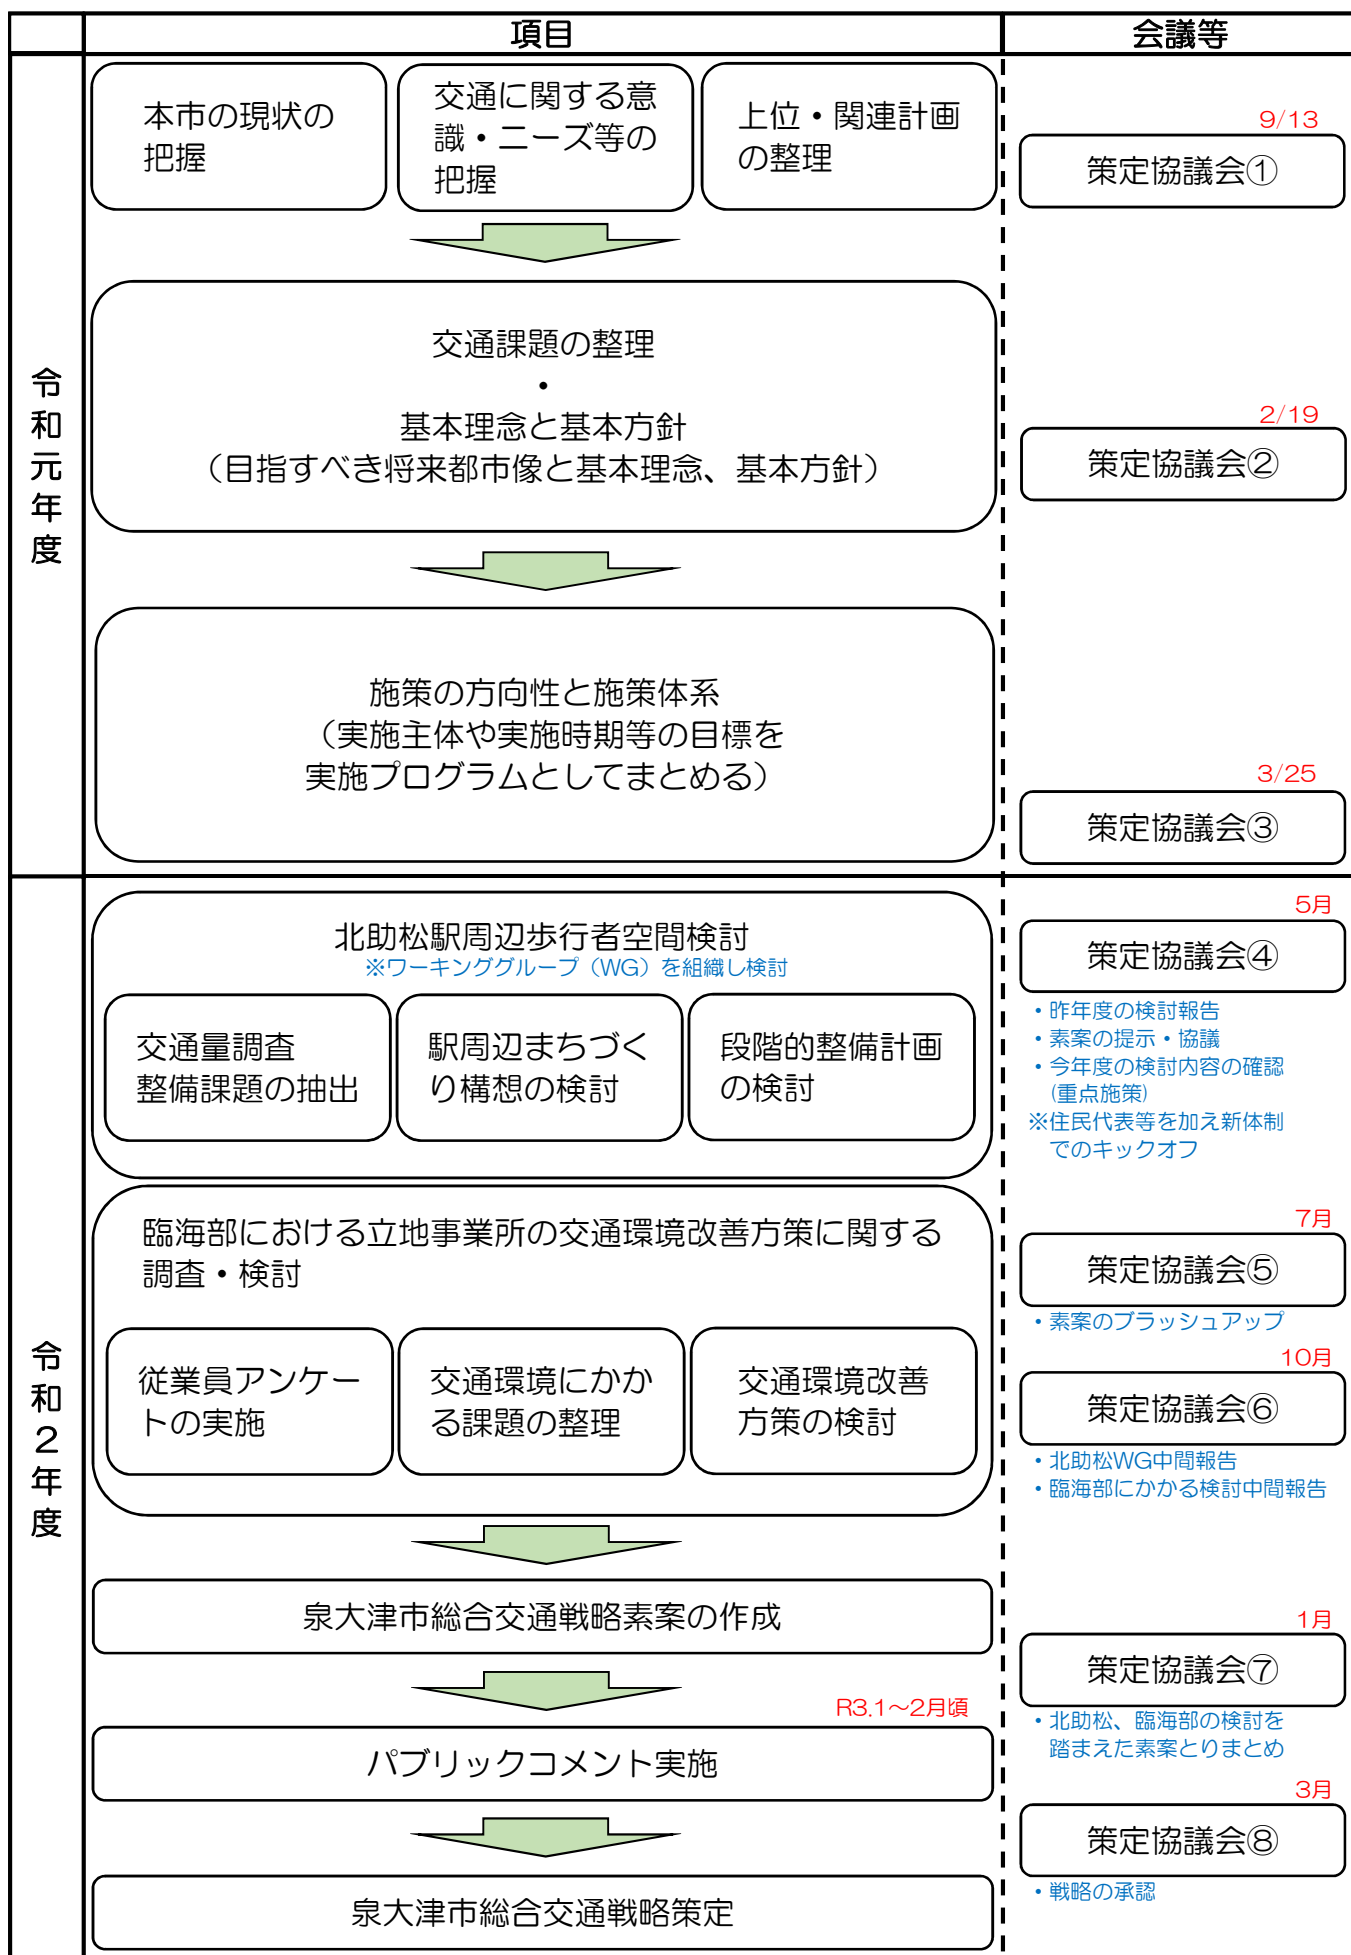 項目
会議等
令和元年度
本市の現状の
把握
交通に関する意
識・ニーズ等の
把握
上位・関連計画
の整理
9/13
策定協議会①
交通課題の整理
・
基本理念と基本方針
（目指すべき将来都市像と基本理念、基本方針）
2/19
策定協議会②
施策の方向性と施策体系
（実施主体や実施時期等の目標を
実施プログラムとしてまとめる）
3/25
策定協議会③
令和２年度
北助松駅周辺歩行者空間検討
※ワーキンググループ（WG）を組織し検討
交通量調査
整備課題の抽出
駅周辺まちづく
り構想の検討
段階的整備計画
の検討
5月
策定協議会④
・昨年度の検討報告
・素案の提示・協議
・今年度の検討内容の確認
(重点施策)
※住民代表等を加え新体制
でのキックオフ
臨海部における立地事業所の交通環境改善方策に関する
調査・検討
従業員アンケー
トの実施
交通環境にかか
る課題の整理
交通環境改善
方策の検討
7月
策定協議会⑤
・素案のブラッシュアップ
10月
策定協議会⑥
・北助松WG中間報告
・臨海部にかかる検討中間報告
泉大津市総合交通戦略素案の作成
1月
策定協議会⑦
・北助松、臨海部の検討を
踏まえた素案とりまとめ
R3.1～2月頃
パブリックコメント実施
3月
策定協議会⑧
・戦略の承認
泉大津市総合交通戦略策定